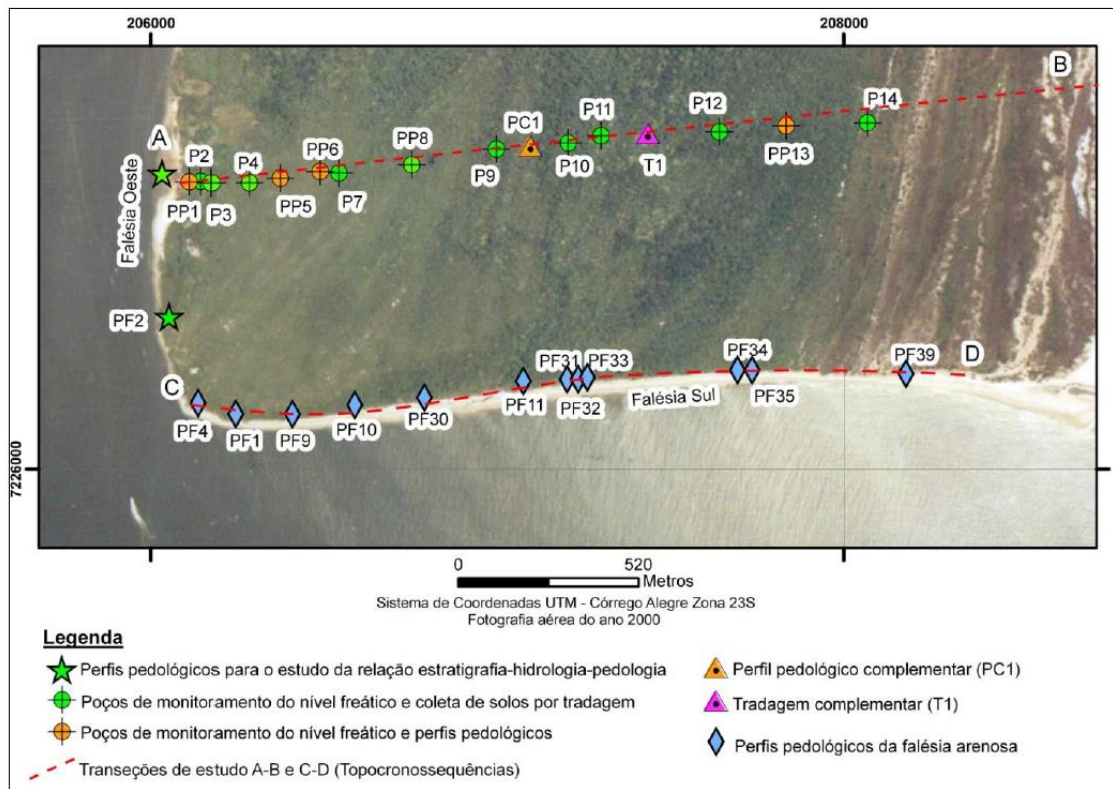 206000
208000
B
P14
P12
P11
PC1
PP8
PP6
A
P2
P4
P9
P10
T1
PP13
P7
PP5
P3
PP1
Falésia Oeste
PF2
C
PF31
PF33
PF34
PF39
D
PF4
PF1
PF9
PF10
PF30
PF11
PF32
Falésia Sul
PF35
7226000
0
520
Metros
Sistema de Coordenadas UTM - Córrego Alegre Zona 23S
Fotografia aérea do ano 2000
Legenda
Perfis pedológicos para o estudo da relação estratigrafia-hidrologia-pedologia
Poços de monitoramento do nível freático e coleta de solos por tradagem
Poços de monitoramento do nível freático e perfis pedológicos
Transeções de estudo A-B e C-D (Topocronossequências)
Perfil pedológico complementar (PC1)
Tradagem complementar (T1)
Perfis pedológicos da falésia arenosa